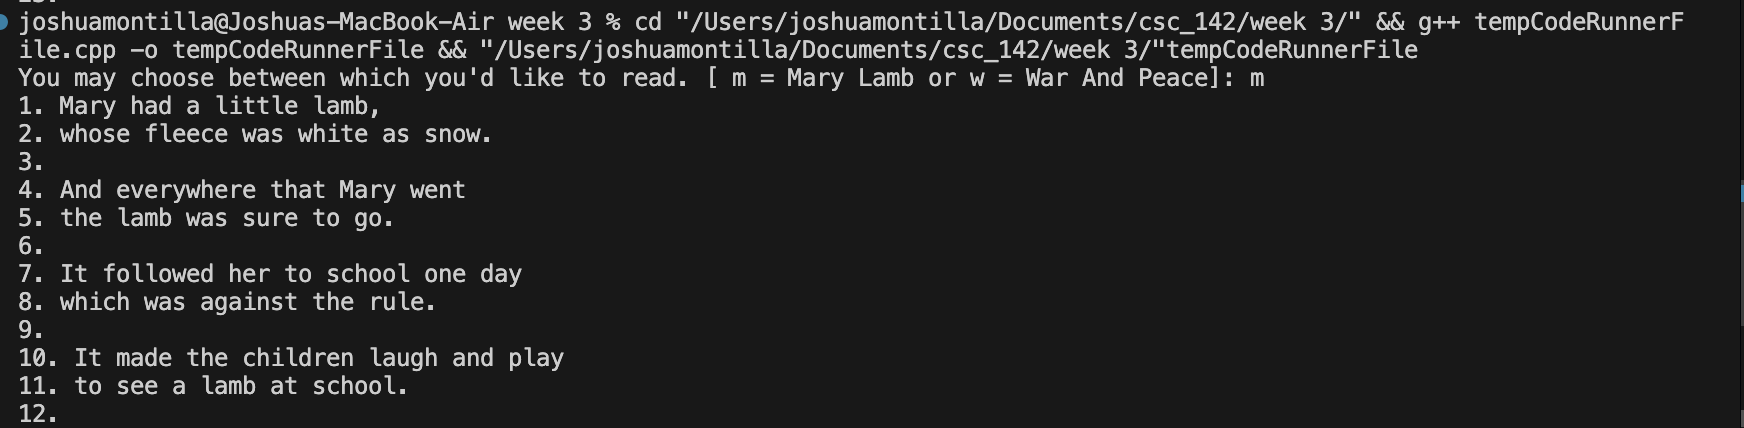 joshuamontilla@Joshuas-MacBook-Air week 3 % cd "/Users/joshuamontilla/Documents/csc_142/week 3/" && g++ tempCodeRunnerF
ile.cpp -o tempCodeRunnerFile && "/Users/joshuamontilla/Documents/csc_142/week 3/"tempCodeRunnerFile
You may choose between which you'd like to read. [ m = Mary Lamb or w = War And Peace]: m
1. Mary had a little lamb,
2. whose fleece was white as snow.
3.
4. And everywhere that Mary went
5. the lamb was sure to go.
6.
7. It followed her to school one day
8. which was against the rule.
9.
10. It made the children laugh and play
11. to see a lamb at school.
12.